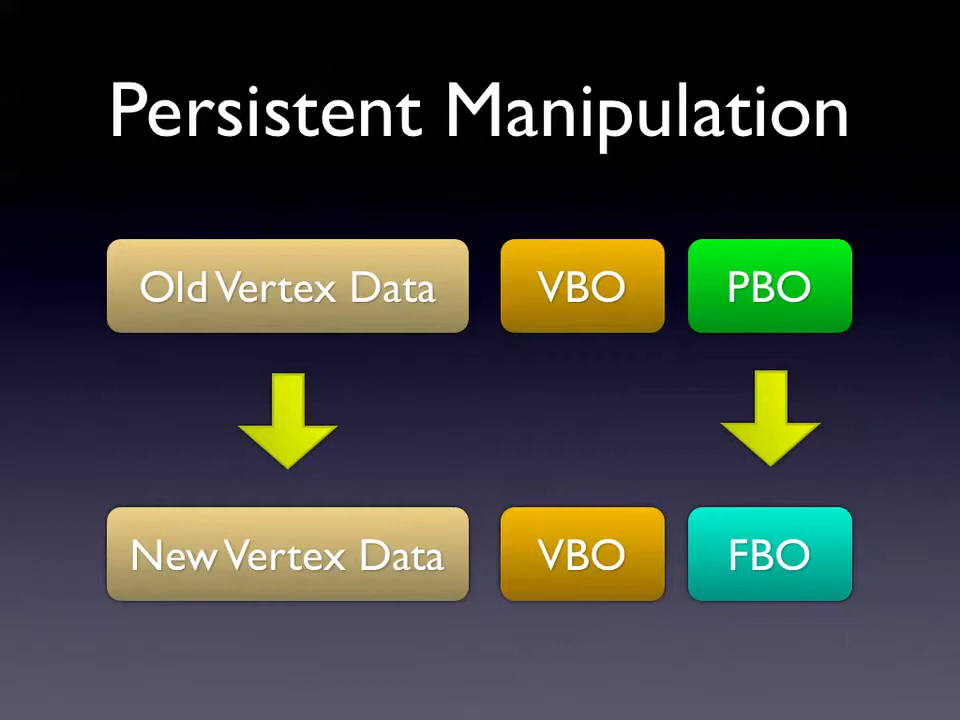 Persistent Manipulation
Old Vertex Data VBO PBO
New Vertex Data VBO FBO